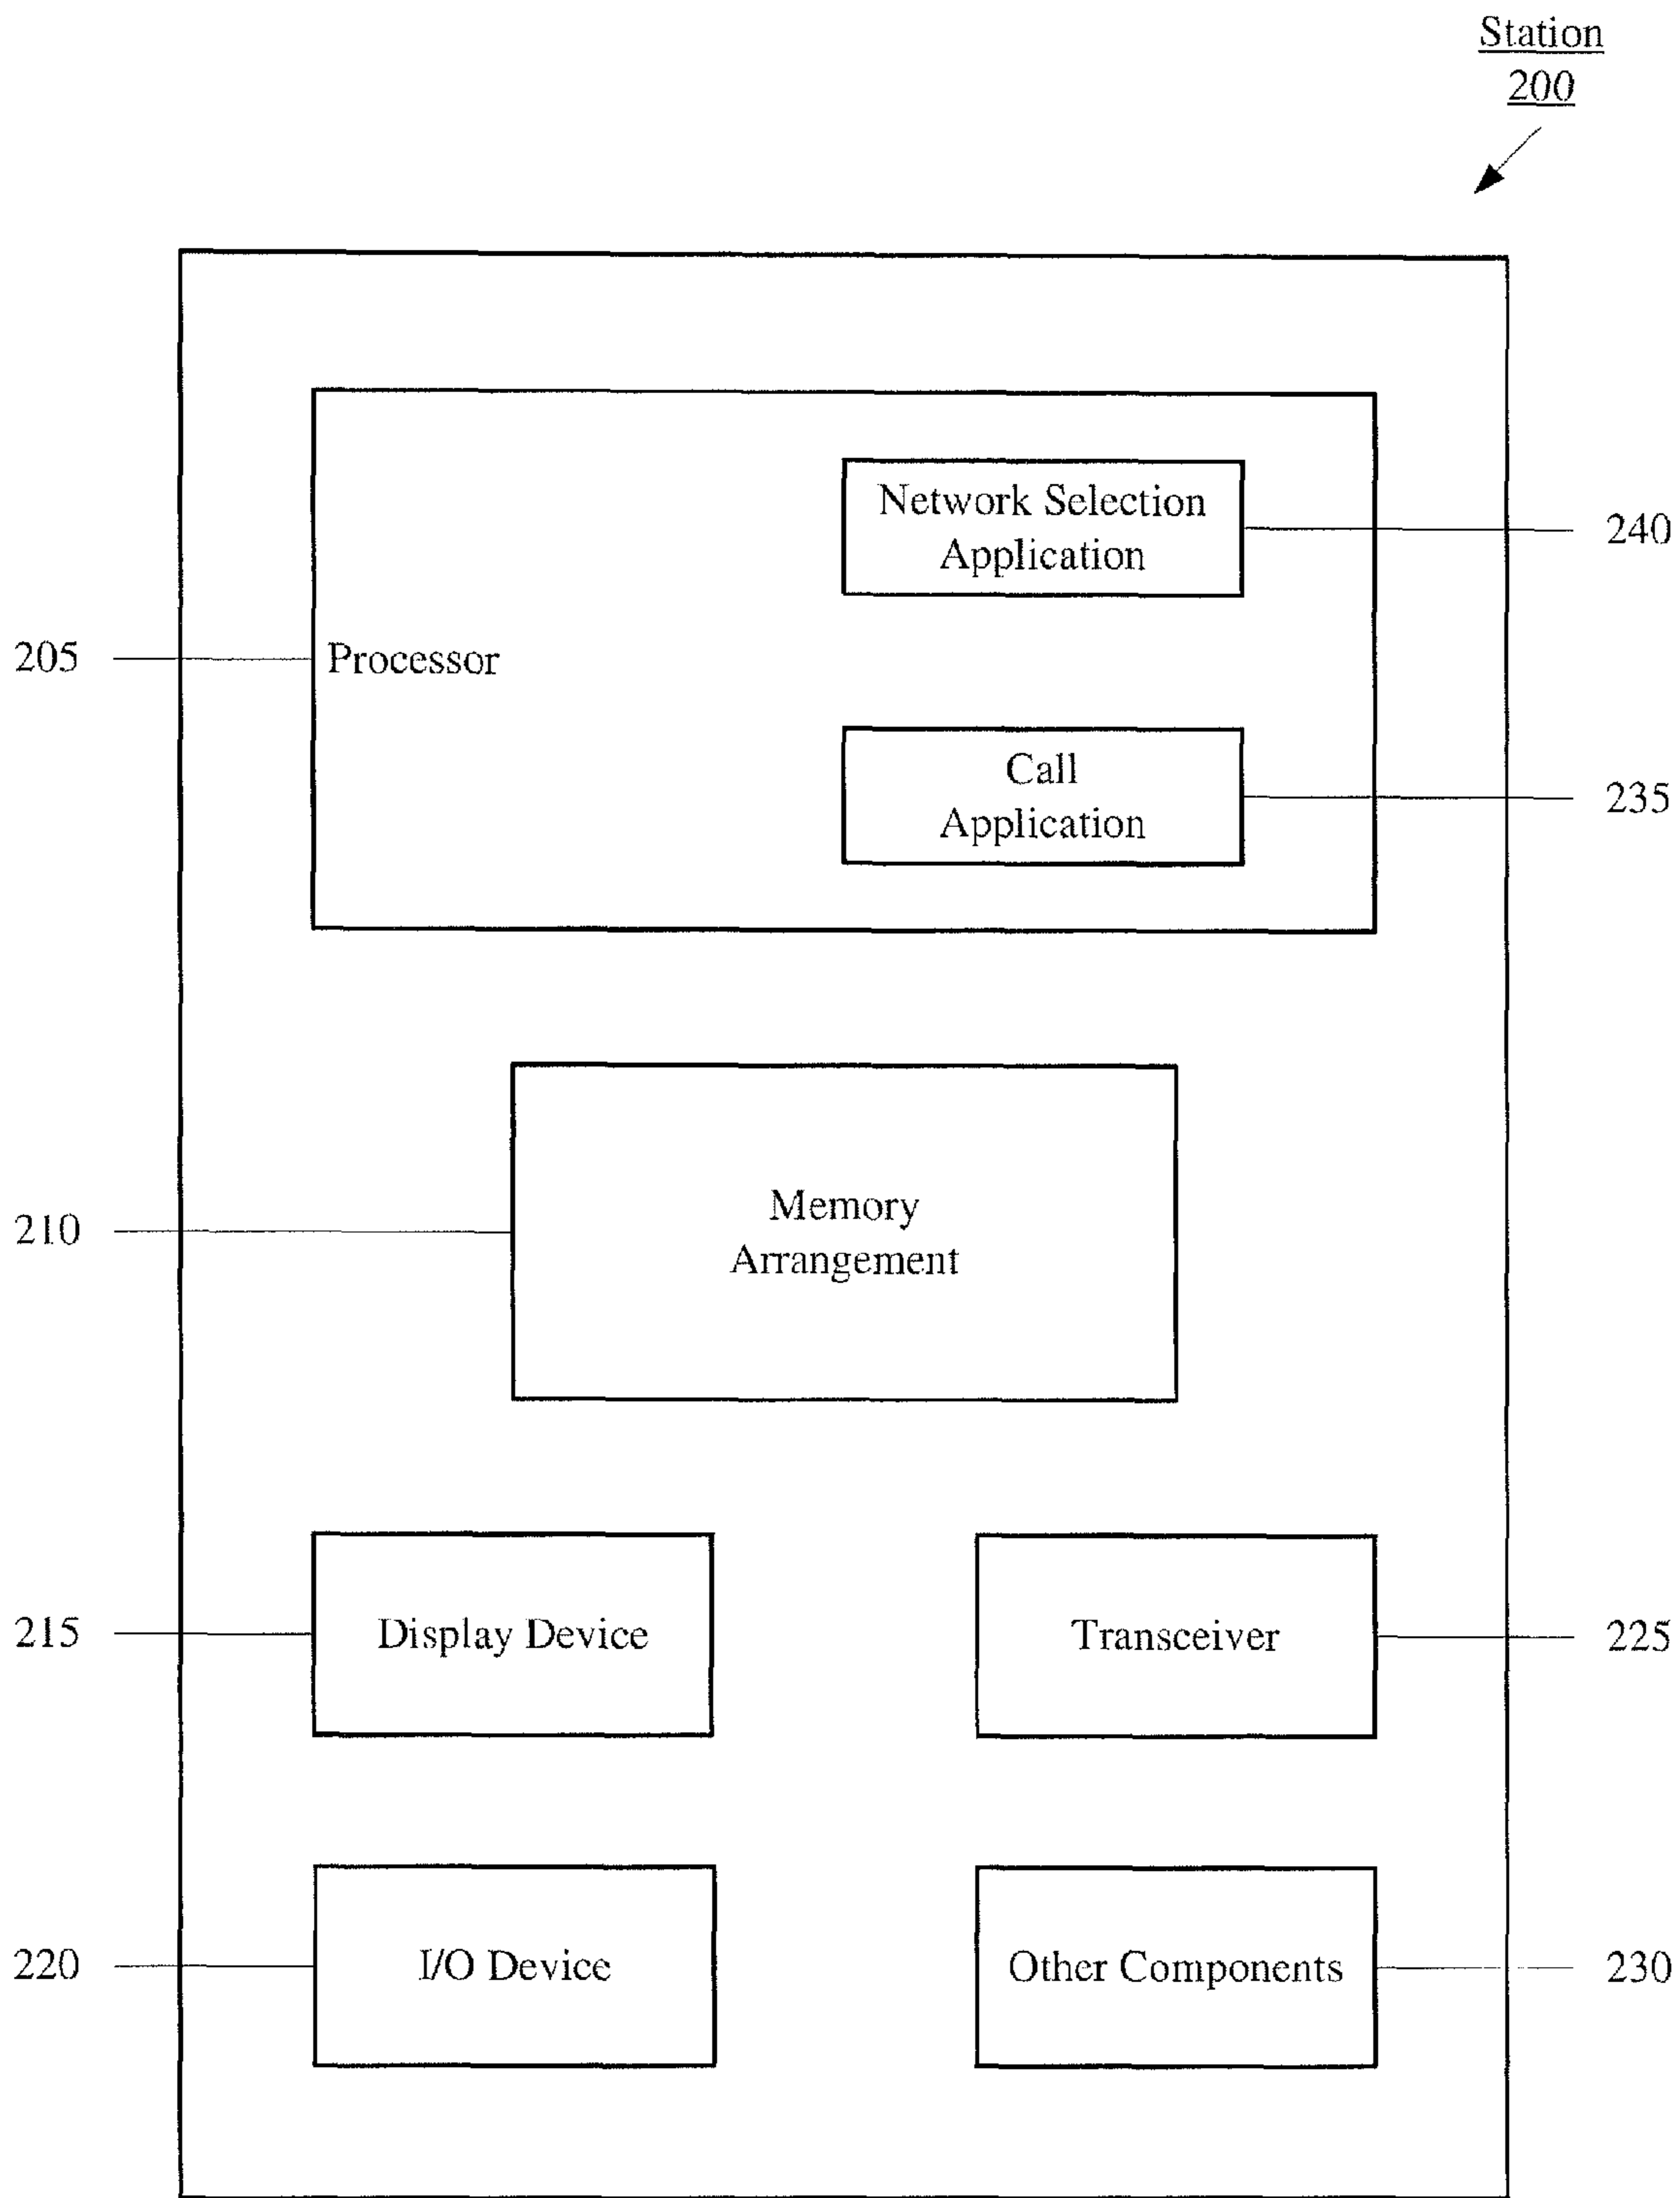 Station
200
Network Selection
Application
240
205
Processor
Call
Application
235
210
Memory
Arrangement
215
Display Device
Transceiver
225
220
I/O Device
Other Components
230